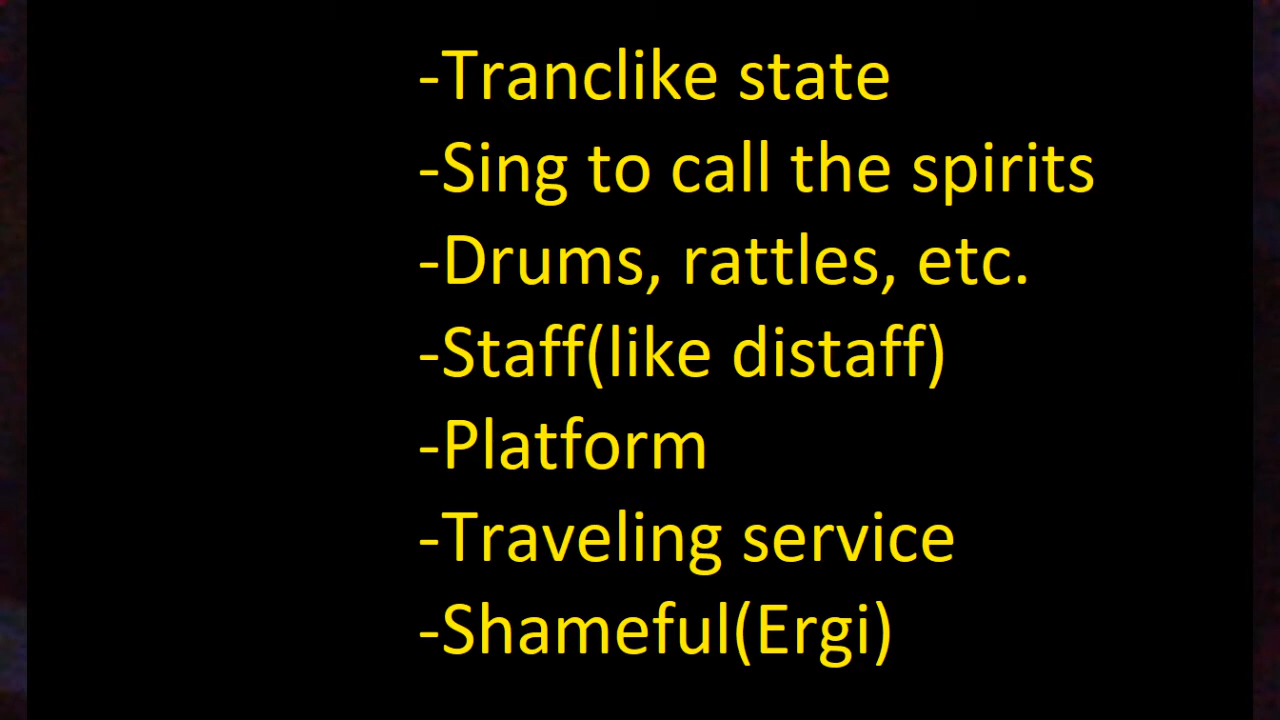 -Tranclike state
-Sing to call the spirits
-Drums, rattles, etc.
-Staff(like distaff)
-Platform
-Traveling service
-Shameful(Ergi)